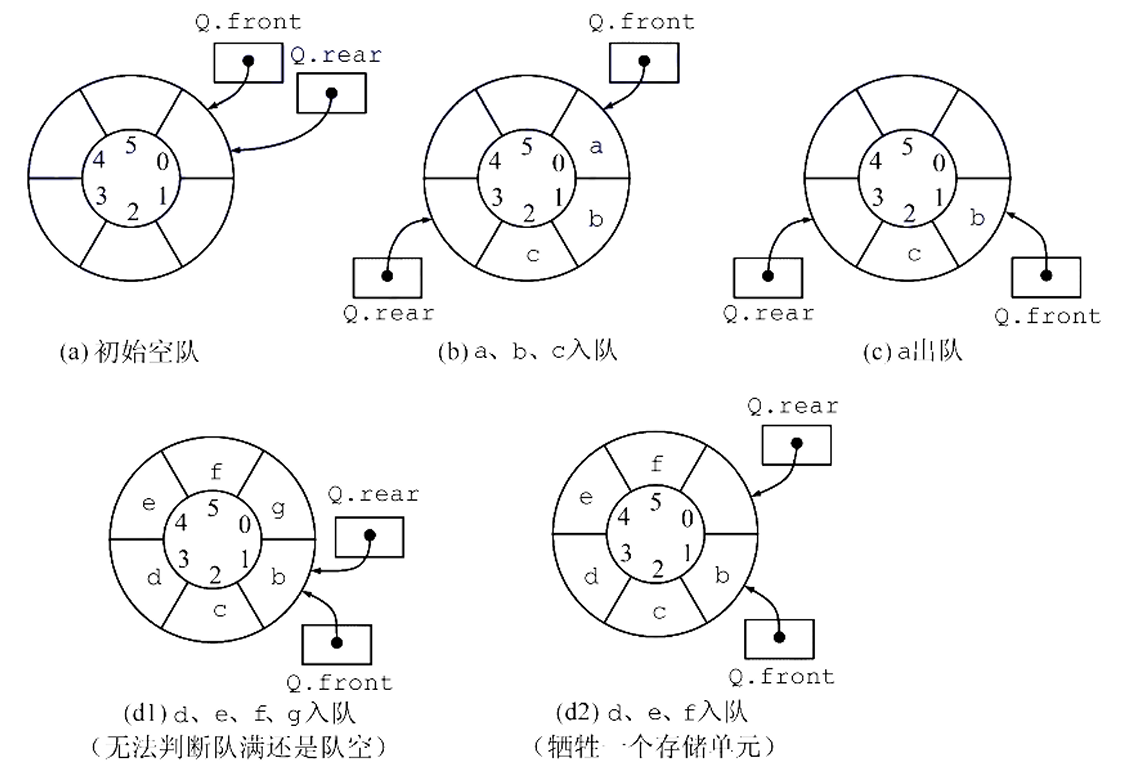 Q.front
Q.rear
5
4 0
3 1
2
(a) 初始空队
Q.front
5
4 0
3 1
2
a
b
c
Q.rear
(b) a、b、c入队
5
4 0
3 1
2
b
c
Q.rear
Q.front
(c) a出队
f
e g
5
4 0
3 1
2
d b
c
Q.rear
Q.front
(d1) d、e、f、g入队
(无法判断队满还是队空)
Q.rear
f
e
5
4 0
3 1
2
d b
c
Q.front
(d2) d、e、f入队
(牺牲一个存储单元)